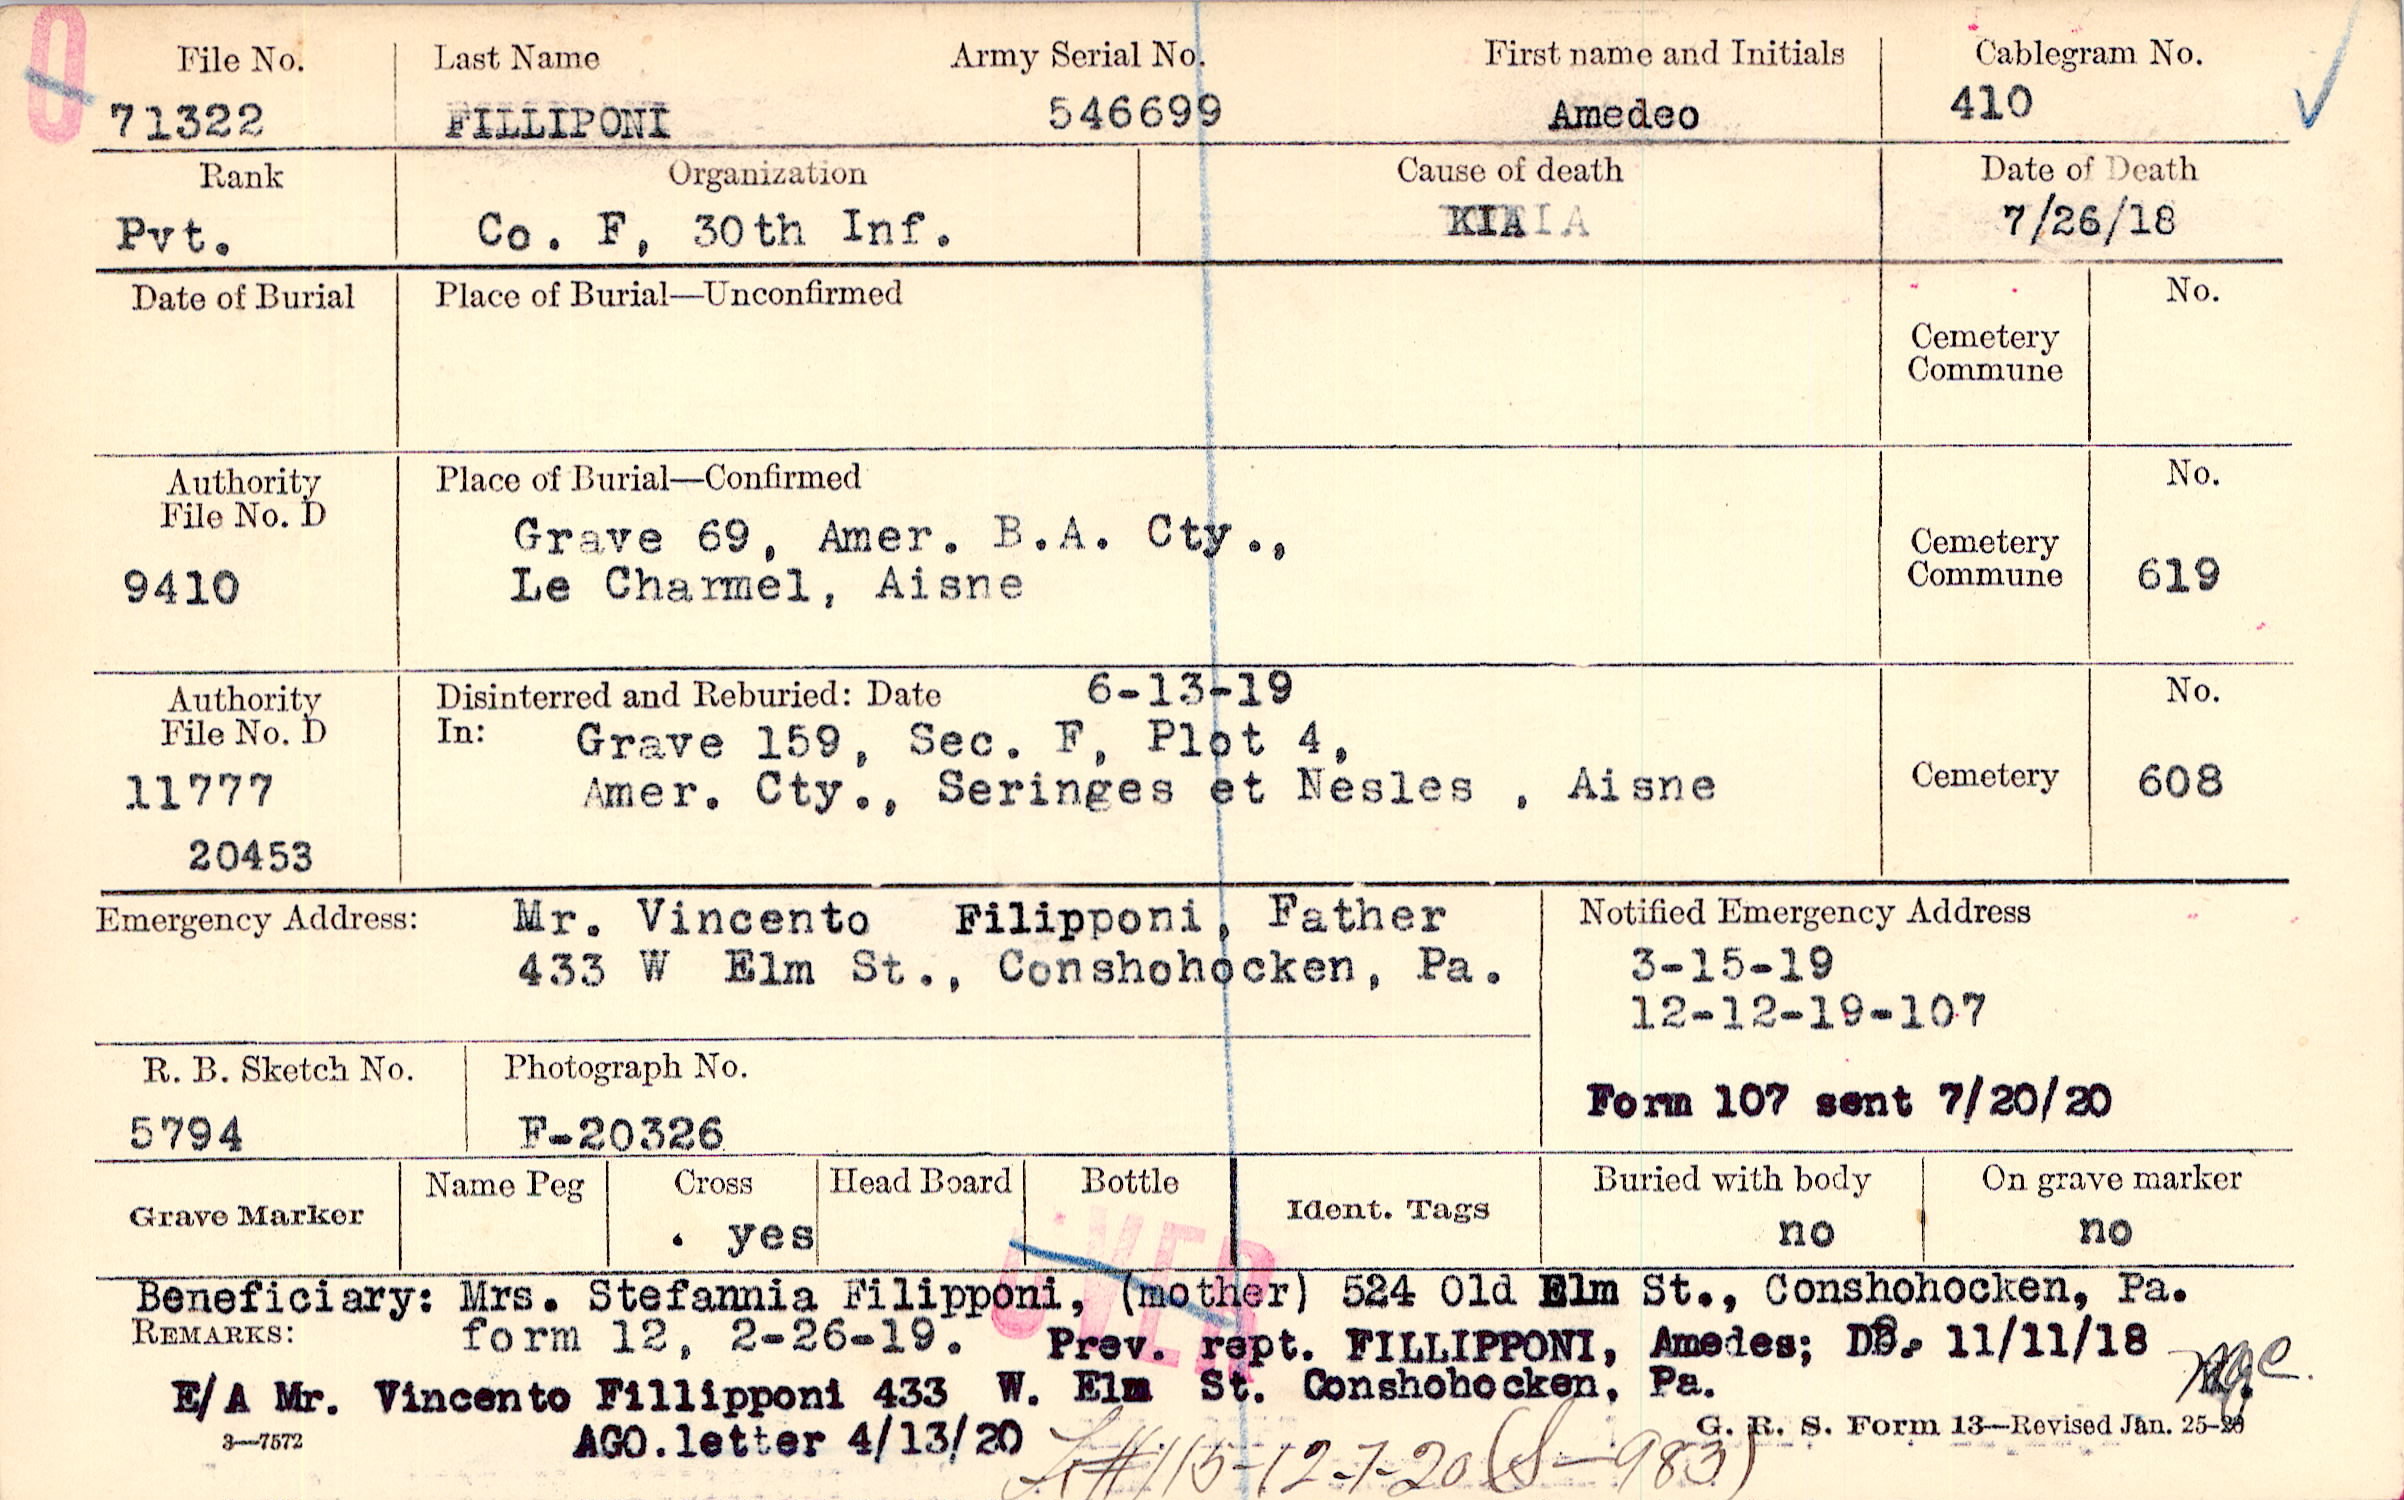 File No. Last Name Army Serial No. First name and Initials Cablegram No.
71322 FILLIPONI 546699 Amedeo 410
Rank Organization Cause of death Date of Death
Pvt. Co. F, 30th Inf. KIA 7/26/18
Date of Burial Place of Burial—Unconfirmed No.
Cemetery
Commune
Authority Place of Burial—Confirmed No.
File No. D
Grave 69, Amer. B.A. Cty., Cemetery
9410 Le Charmel, Aisne Commune 619
Authority Disinterred and Reburied: Date 6-13-19 No.
File No. D In: Grave 159, Sec. F, Plot 4,
11777 Amer. Cty., Seringes et Nesles , Aisne Cemetery 608
20453
Emergency Address: Mr. Vincento Filipponi, Father Notified Emergency Address
433 W Elm St., Conshohocken, Pa. 3-15-19
12-12-19-107
R. B. Sketch No. Photograph No.
Form 107 sent 7/20/20
5794 F-20326
Grave Marker Name Peg Cross Head Board Bottle Ident. Tags Buried with body On grave marker
. yes no no
OVER
Beneficiary: Mrs. Stefannia Filipponi, (mother) 524 Old Elm St., Conshohocken, Pa.
REMARKS: form 12, 2-26-19. Prev. rept. FILLIPPONI, Amedes; 11/11/18
E/A Mr. Vincento Fillipponi 433 W. Elm St. Conshohocken, Pa.
3—7572 AGO.letter 4/13/20 G. R. S. Form 13—Revised Jan. 25-20
#115-12-7-20 (S-983)